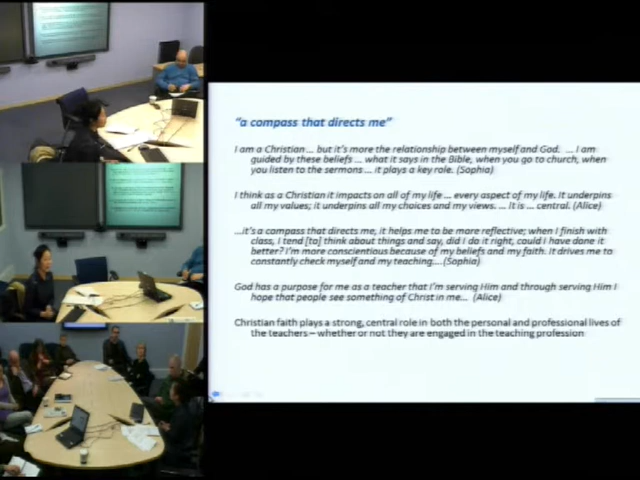 "a compass that directs me"
I am a Christian ... but it's more the relationship between myself and God. ... I am
guided by these beliefs ... what it says in the Bible, when you go to church, when
you listen to the sermons ... it plays a key role. (Sophia)
I think as a Christian it impacts on all of my life ... every aspect of my life. It underpins
all my values; it underpins all my choices and my views. ... It is ... central. (Alice)
...it's a compass that directs me, it helps me to be more reflective; when I finish with
class, I tend [to] think about things and say, did I do it right, could I have done it
better? I'm more conscientious because of my beliefs and my faith. It drives me to
constantly check myself and my teaching... (Sophia)
God has a purpose for me as a teacher that I'm serving Him and through serving Him I
hope that people see something of Christ in me... (Alice)
Christian faith plays a strong, central role in both the personal and professional lives of
the teachers – whether or not they are engaged in the teaching profession